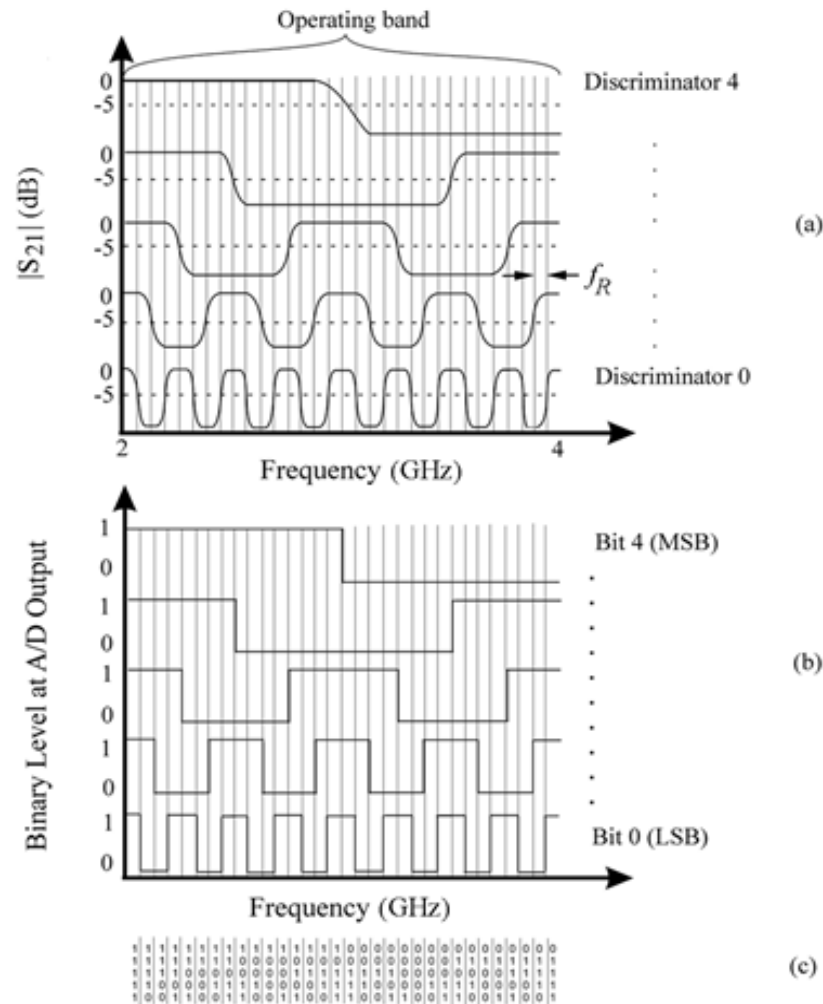 Operating band
0
-5
Discriminator 4
0
-5
0
-5
(a)
f_R
0
-5
0
-5
Discriminator 0
|S21| (dB)
2
4
Frequency (GHz)
1
0
Bit 4 (MSB)
1
0
1
0
(b)
1
0
1
0
Bit 0 (LSB)
Binary Level at A/D Output
Frequency (GHz)
(c)